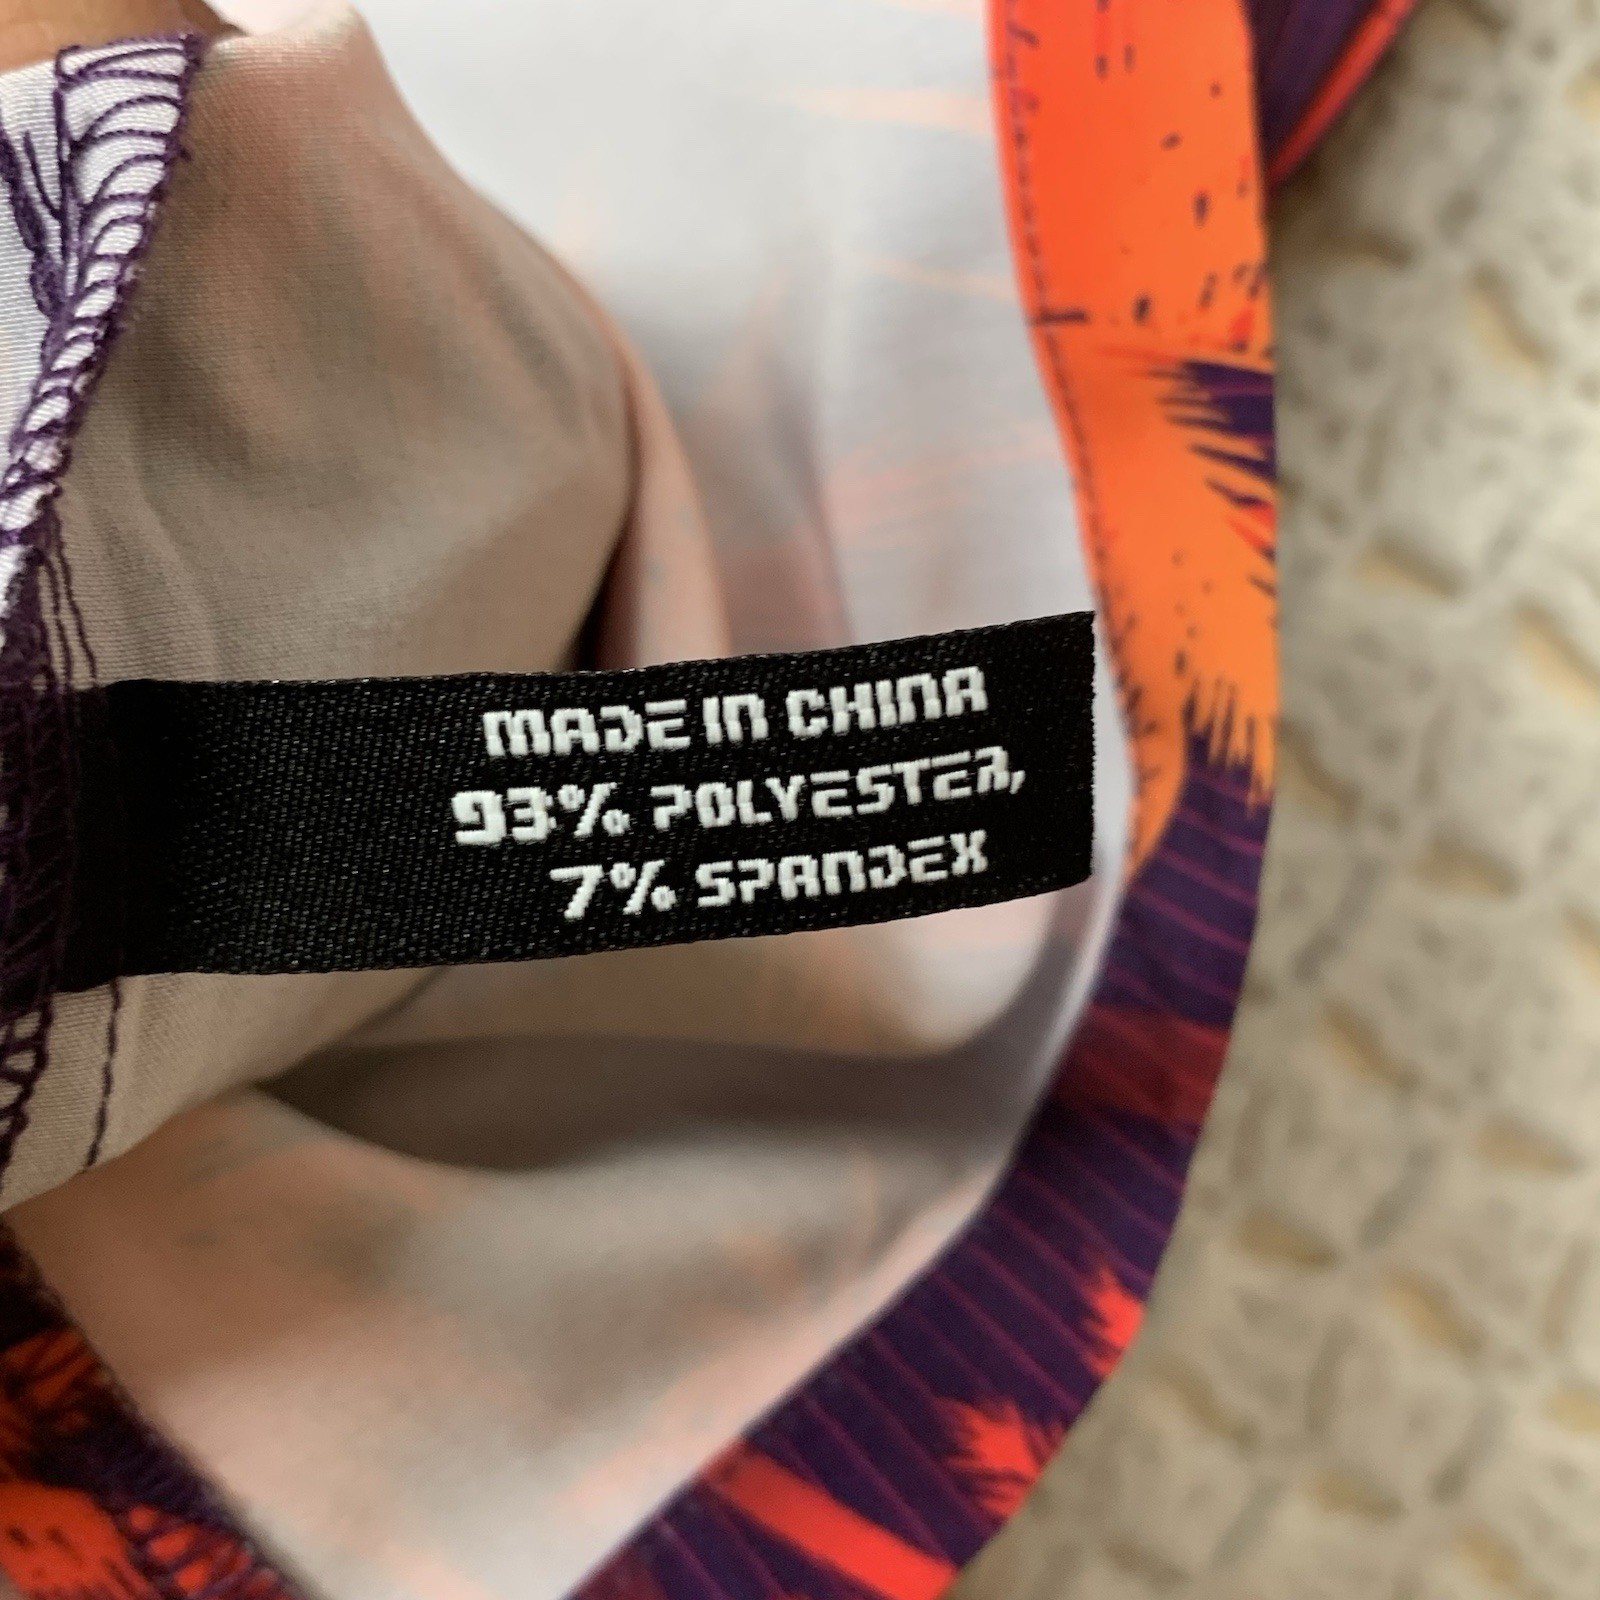 MADE IN CHINA
93% POLYESTER,
7% SPANDEX